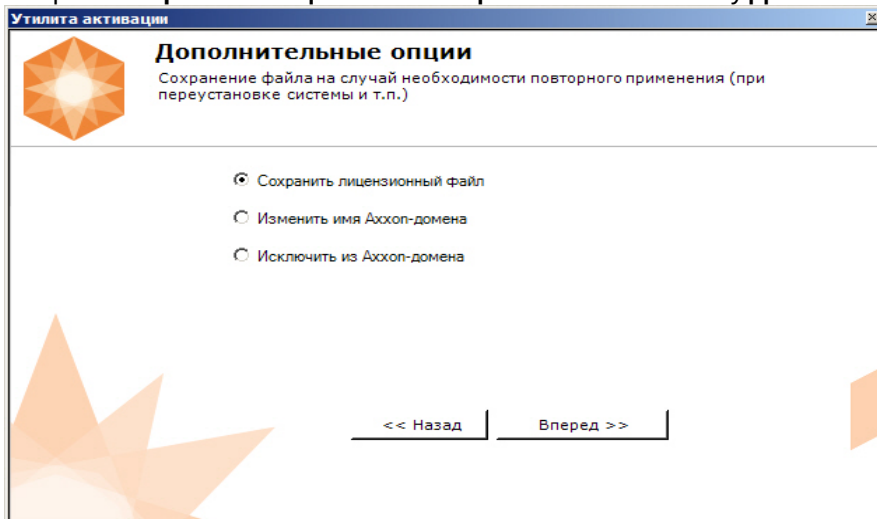 Утилита активации
Дополнительные опции
Сохранение файла на случай необходимости повторного применения (при
переустановке системы и т.п.)
Сохранить лицензионный файл
Изменить имя Axxon-домена
Исключить из Axxon-домена
<< Назад
Вперед >>